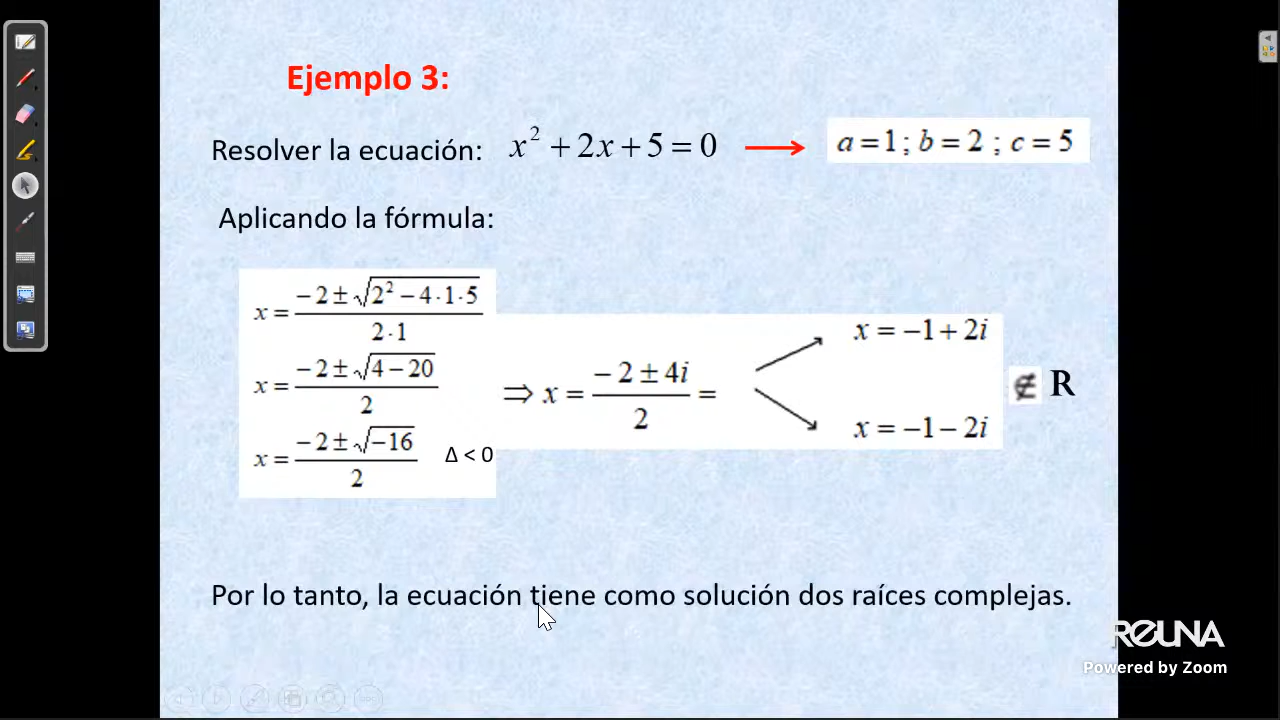 Ejemplo 3:
Resolver la ecuación: x² + 2x + 5 = 0 → a = 1 ; b = 2 ; c = 5
Aplicando la fórmula:
x = (−2 ± √(2² − 4 · 1 · 5)) / (2 · 1)
x = (−2 ± √(4 − 20)) / 2
x = (−2 ± √(−16)) / 2 Δ < 0
⇒ x = (−2 ± 4i) / 2 =
x = −1 + 2i
x = −1 − 2i
∉ R
Por lo tanto, la ecuación tiene como solución dos raíces complejas.
REUNA
Powered by Zoom